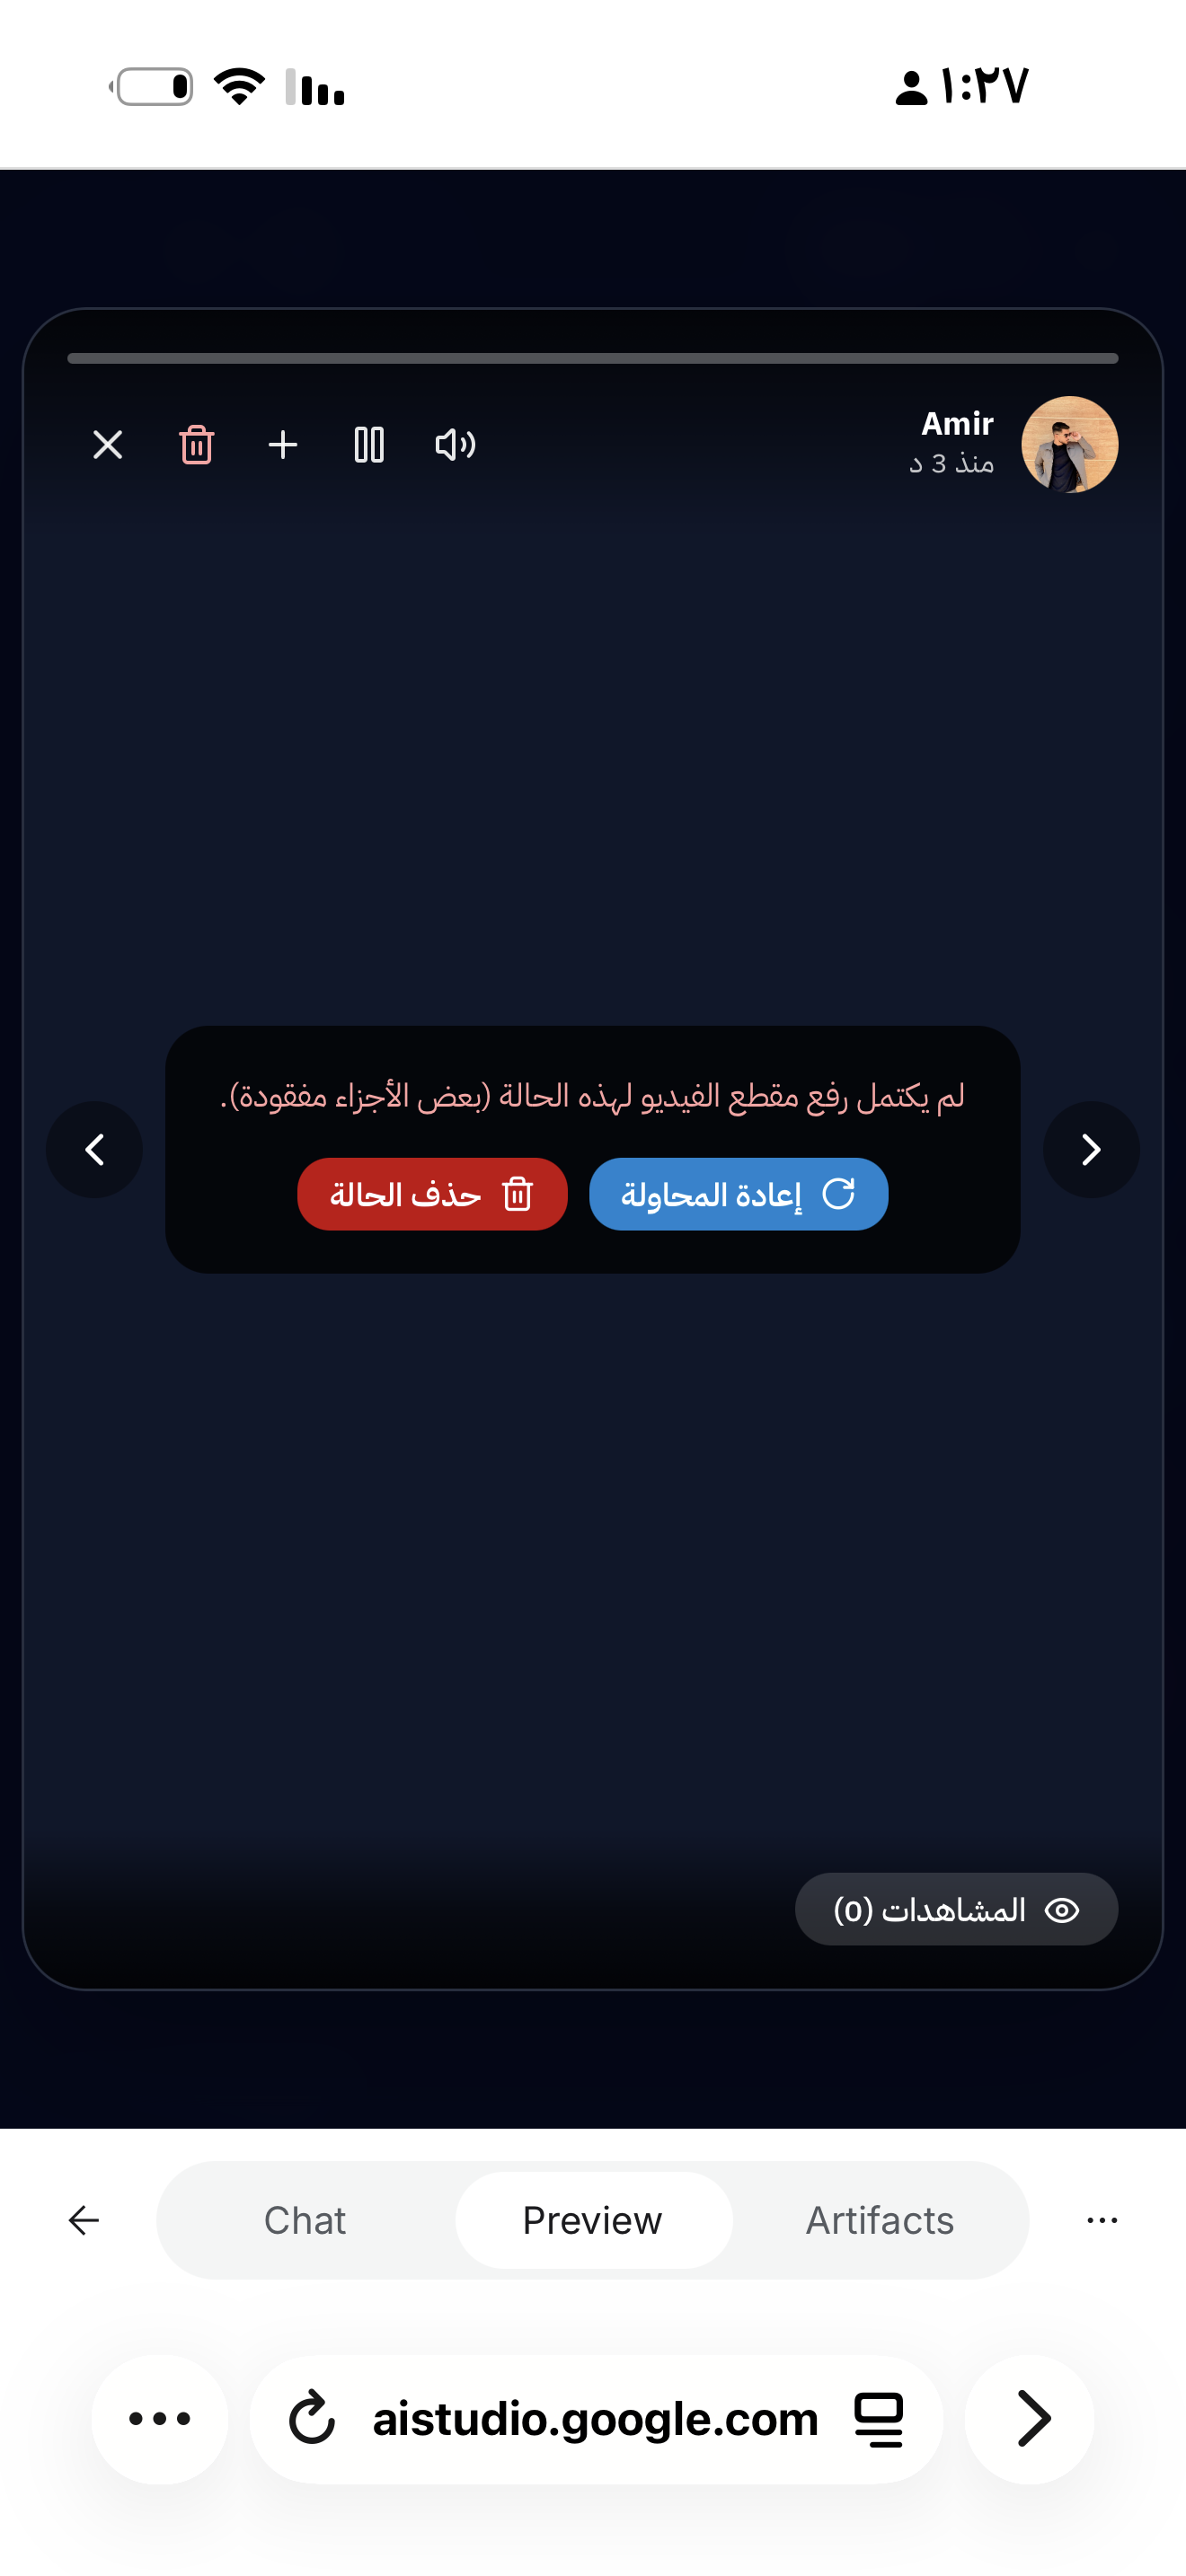 ١:٢٧
Amir
منذ 3 د
لم يكتمل رفع مقطع الفيديو لهذه الحالة (بعض الأجزاء مفقودة).
إعادة المحاولة
حذف الحالة
المشاهدات (0)
Chat
Preview
Artifacts
aistudio.google.com